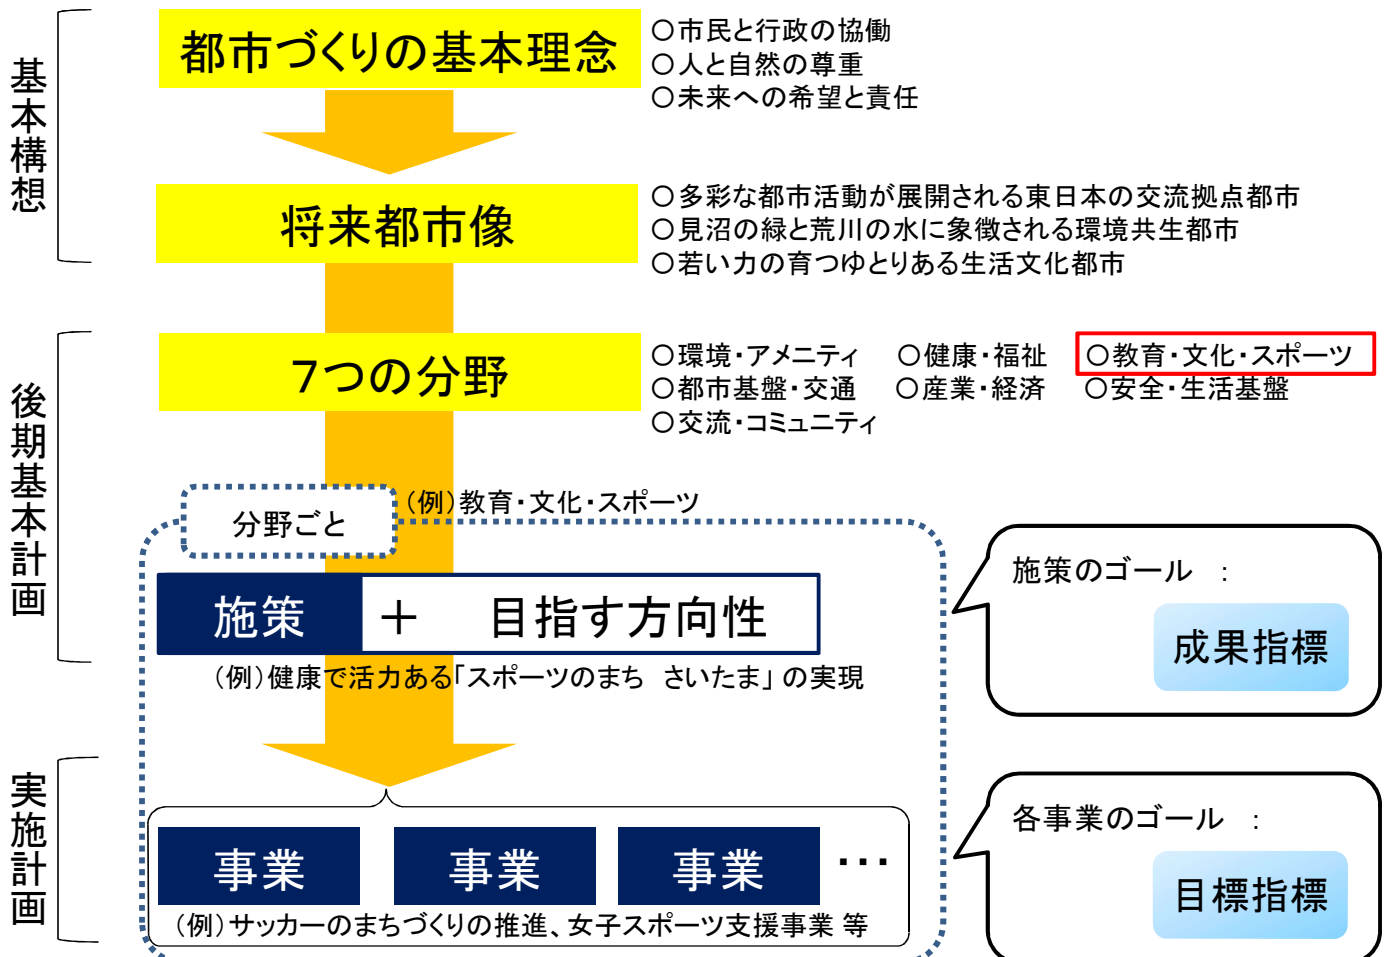 基本構想
都市づくりの基本理念
○市民と行政の協働
○人と自然の尊重
○未来への希望と責任
将来都市像
○多彩な都市活動が展開される東日本の交流拠点都市
○見沼の緑と荒川の水に象徴される環境共生都市
○若い力の育つゆとりある生活文化都市
後期基本計画
7つの分野
○環境・アメニティ ○健康・福祉 ○教育・文化・スポーツ
○都市基盤・交通 ○産業・経済 ○安全・生活基盤
○交流・コミュニティ
分野ごと
(例)教育・文化・スポーツ
施策 + 目指す方向性
(例)健康で活力ある「スポーツのまち さいたま」の実現
施策のゴール :
成果指標
実施計画
事業 事業 事業 ・・・
(例)サッカーのまちづくりの推進、女子スポーツ支援事業 等
各事業のゴール :
目標指標